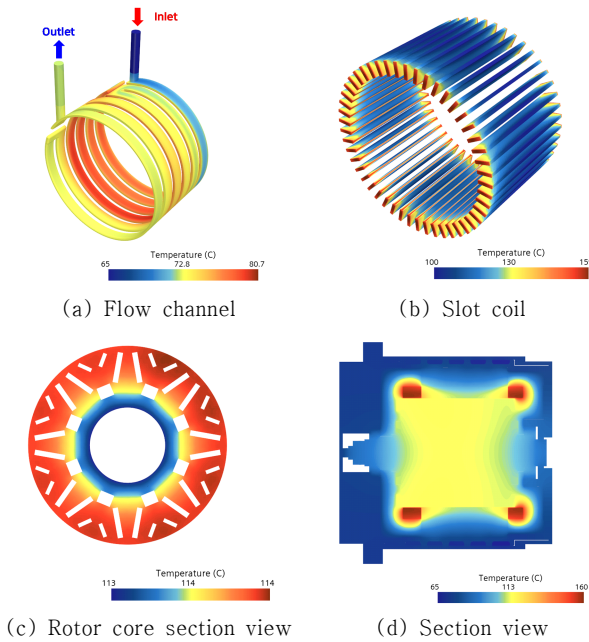 Inlet
Outlet
Temperature (C)
65 72.8 80.7
(a) Flow channel
Temperature (C)
100 130 15
(b) Slot coil
Temperature (C)
113 114 114
(c) Rotor core section view
Temperature (C)
65 113 160
(d) Section view